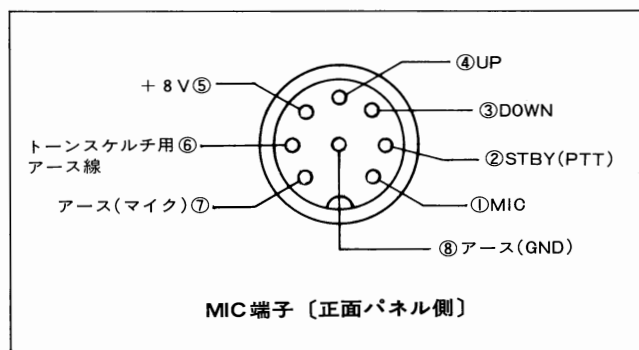 ④UP
+8V⑤
③DOWN
トーンスケルチ用⑥
アース線
②STBY(PTT)
アース(マイク)⑦
①MIC
⑧アース(GND)
MIC端子〔正面パネル側〕